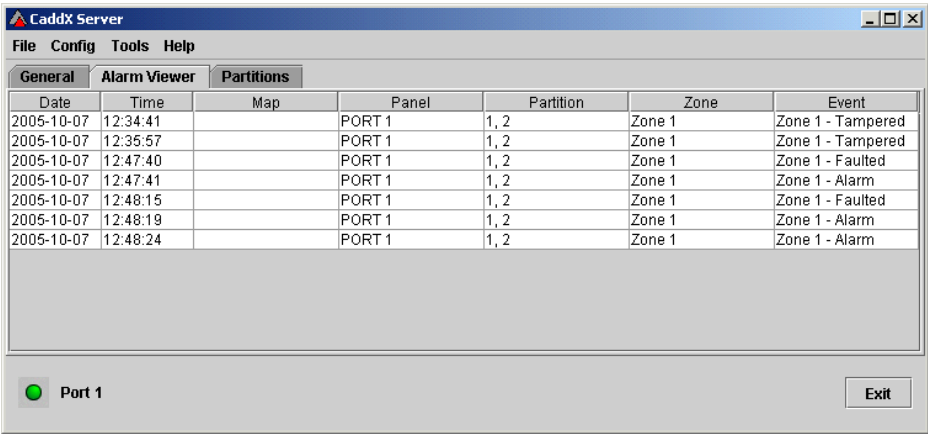 CaddX Server
File Config Tools Help
General Alarm Viewer Partitions
Date Time Map Panel Partition Zone Event
2005-10-07 12:34:41 PORT 1 1, 2 Zone 1 Zone 1 - Tampered
2005-10-07 12:35:57 PORT 1 1, 2 Zone 1 Zone 1 - Tampered
2005-10-07 12:47:40 PORT 1 1, 2 Zone 1 Zone 1 - Faulted
2005-10-07 12:47:41 PORT 1 1, 2 Zone 1 Zone 1 - Alarm
2005-10-07 12:48:15 PORT 1 1, 2 Zone 1 Zone 1 - Faulted
2005-10-07 12:48:19 PORT 1 1, 2 Zone 1 Zone 1 - Alarm
2005-10-07 12:48:24 PORT 1 1, 2 Zone 1 Zone 1 - Alarm
Port 1 Exit